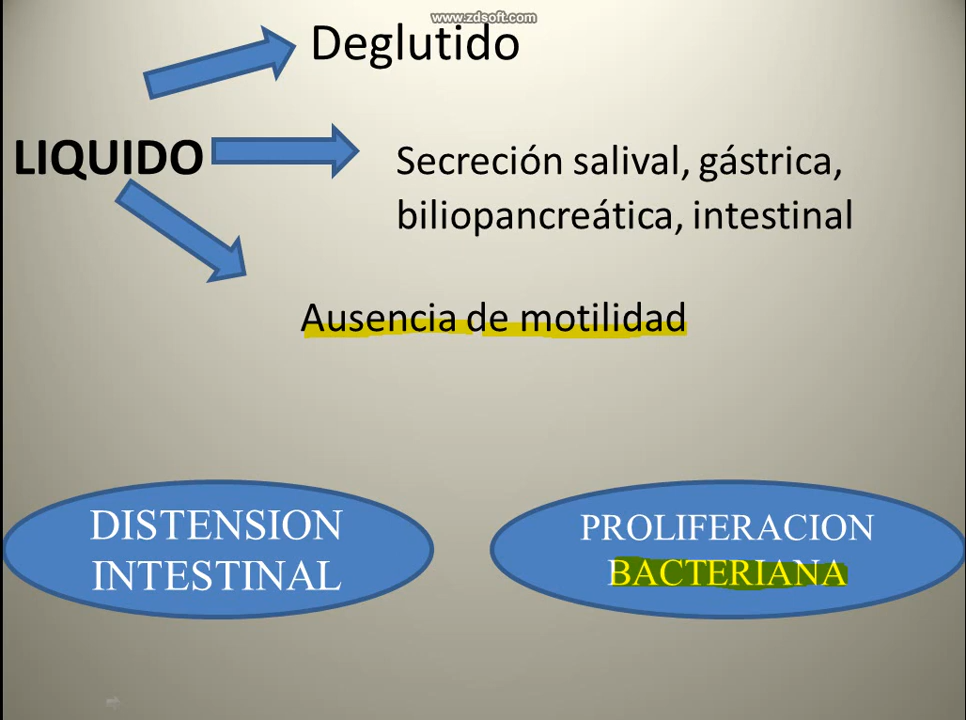 www.zdsoft.com
Deglutido
LIQUIDO
Secreción salival, gástrica,
biliopancreática, intestinal
Ausencia de motilidad
DISTENSION
INTESTINAL
PROLIFERACION
BACTERIANA